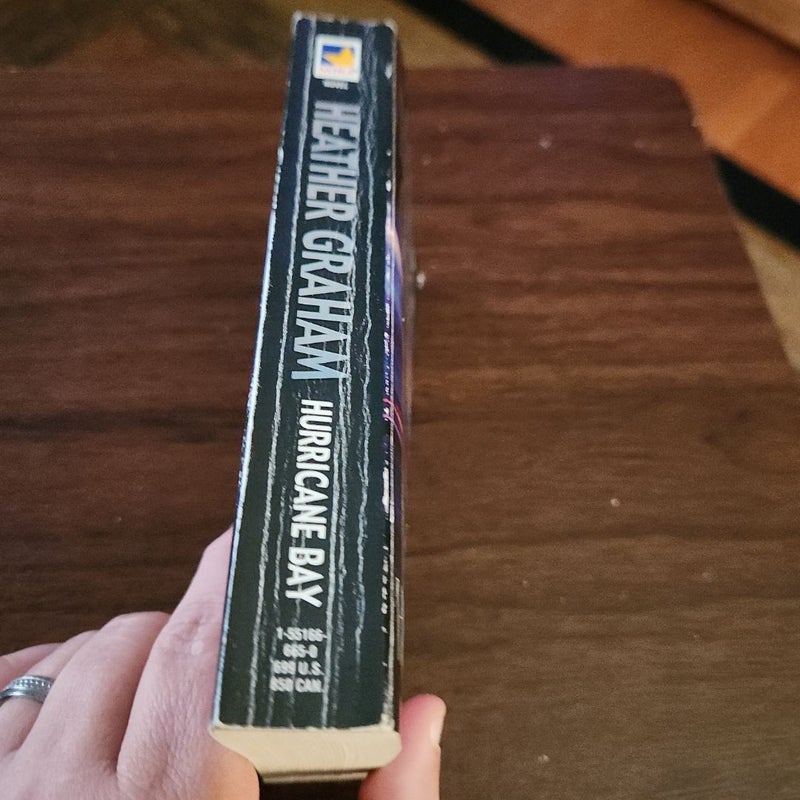 HEATHER GRAHAM
HURRICANE BAY
1-55166-
665-0
699 U.S.
850 CAN.